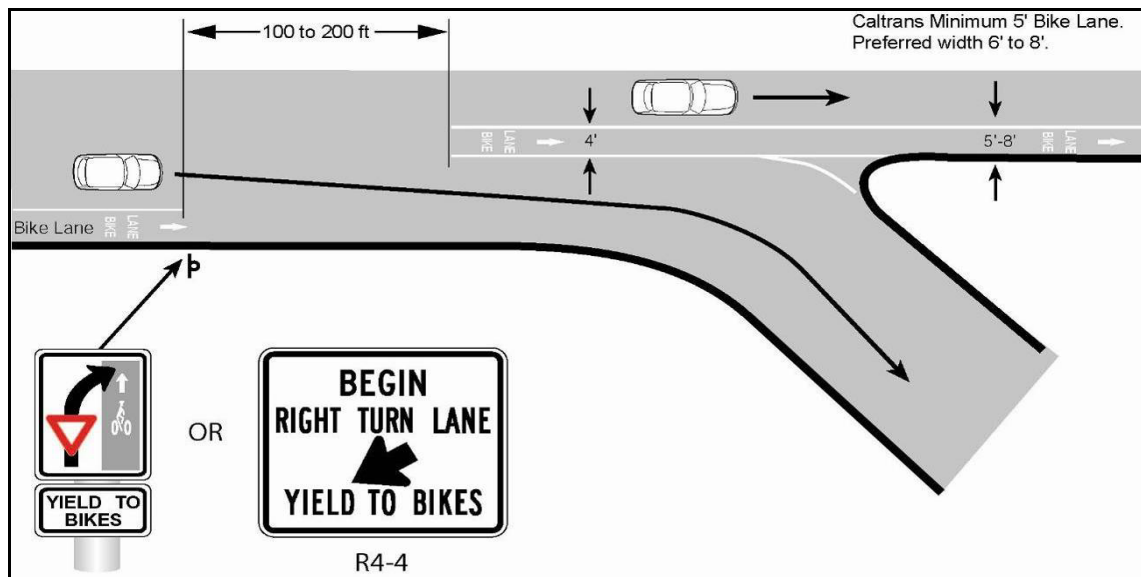 100 to 200 ft
Caltrans Minimum 5' Bike Lane.
Preferred width 6' to 8'.
BIKE
LANE
4'
5'-8'
BIKE
LANE
Bike Lane
BIKE
LANE
YIELD TO
BIKES
OR
BEGIN
RIGHT TURN LANE
YIELD TO BIKES
R4-4